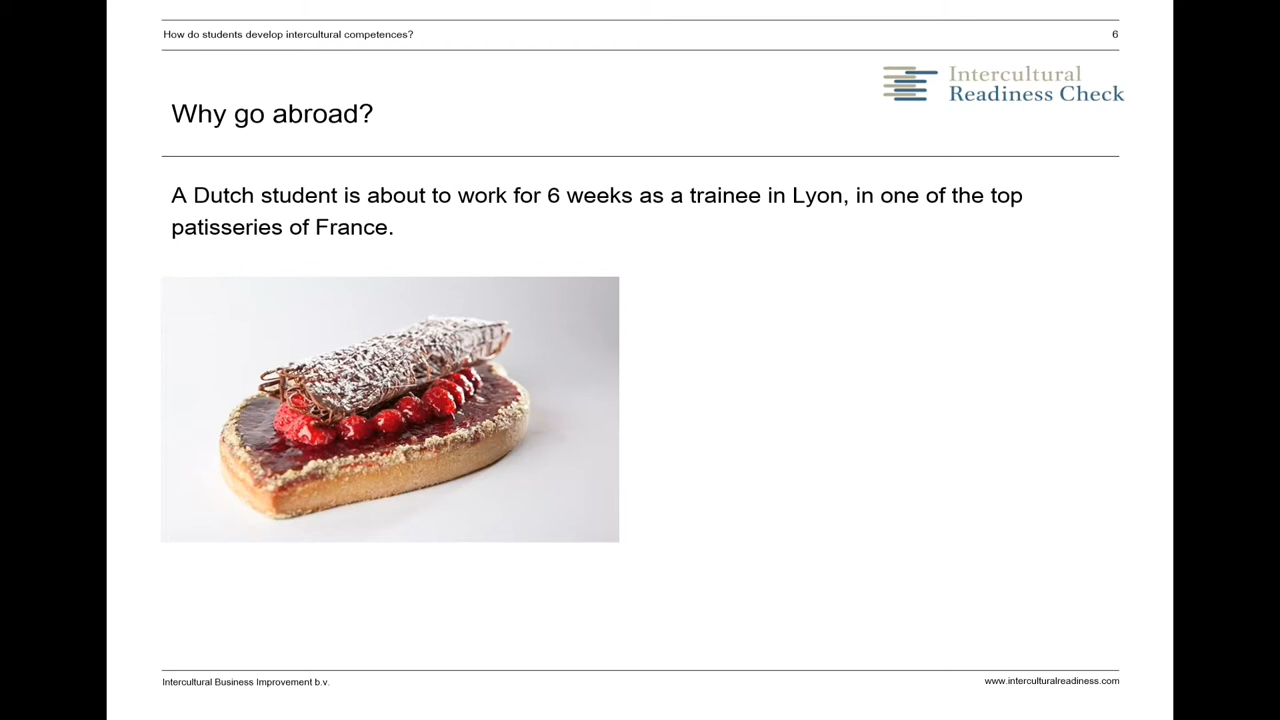 How do students develop intercultural competences?
6
Intercultural
Readiness Check
Why go abroad?
A Dutch student is about to work for 6 weeks as a trainee in Lyon, in one of the top
patisseries of France.
Intercultural Business Improvement b.v.
www.interculturalreadiness.com